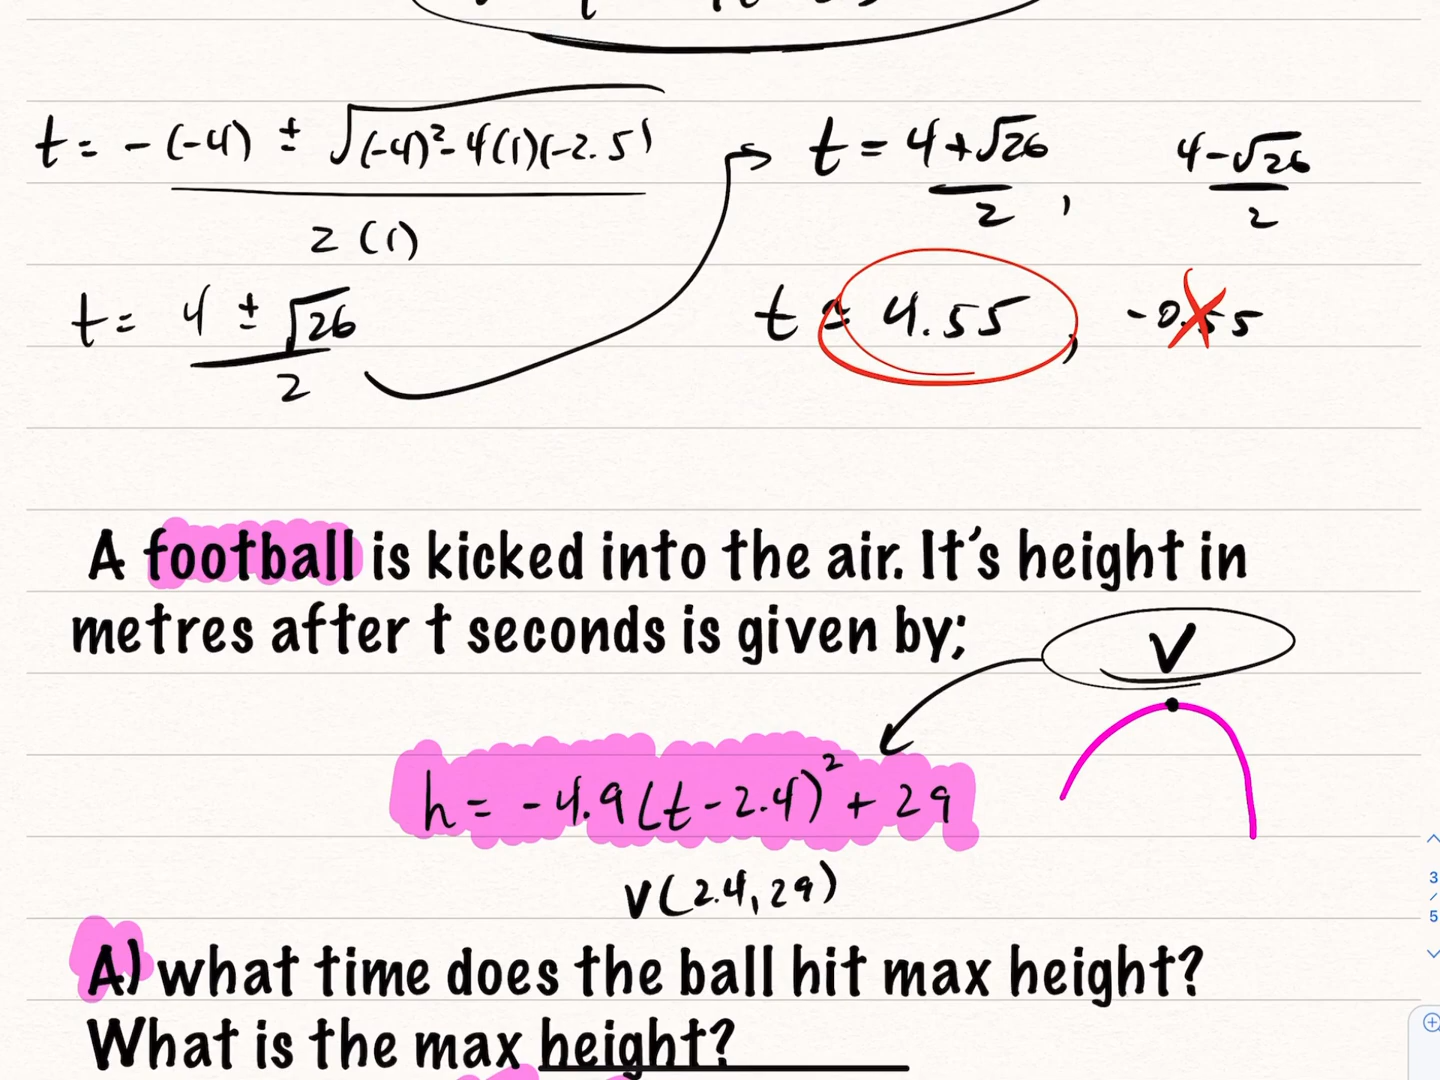 t = -(-4) ± √(-4)²-4(1)(-2.5)
2(1)
t = 4+√26
2
,
4-√26
2
t = 4 ± √26
2
t = 4.55 , -0.55
A football is kicked into the air. It's height in
metres after t seconds is given by;
V
h = -4.9(t-2.4)² + 29
V(2.4, 29)
A) what time does the ball hit max height?
What is the max height?
3
/
5